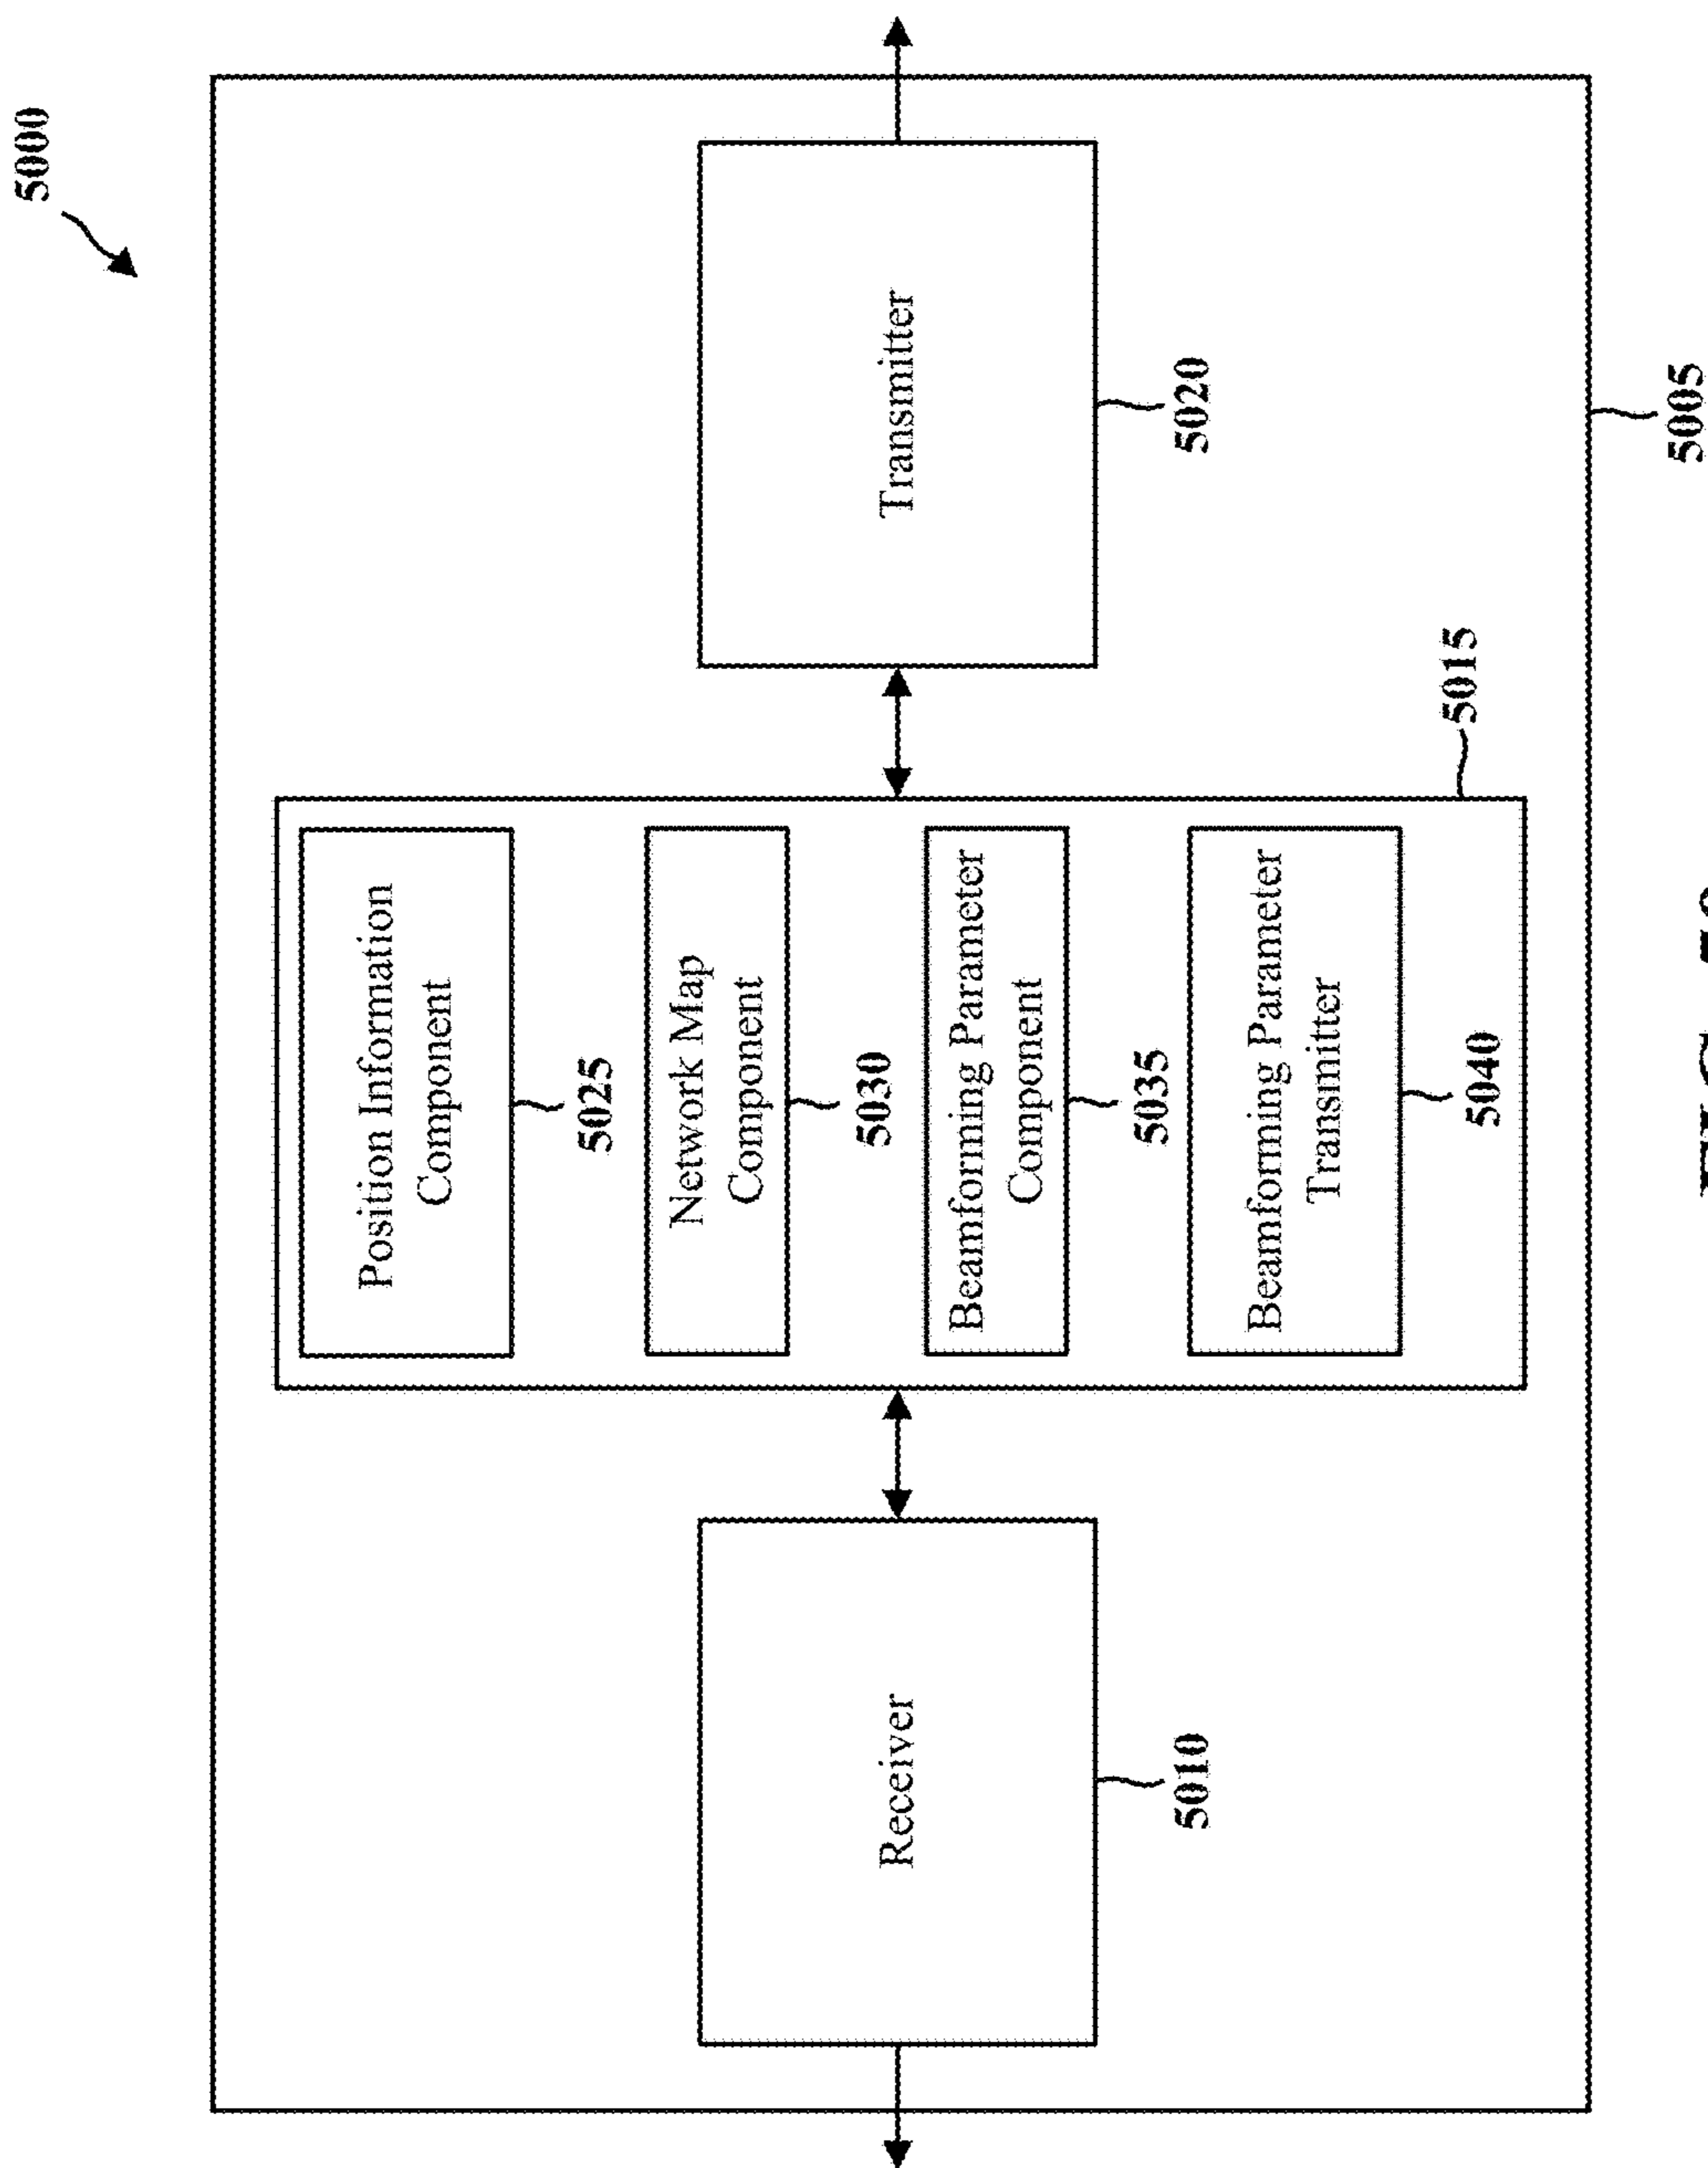 5000
Receiver
5010
Position Information
Component
5025
Network Map
Component
5030
Beamforming Parameter
Component
5035
Beamforming Parameter
Transmitter
5040
5015
Transmitter
5020
5005